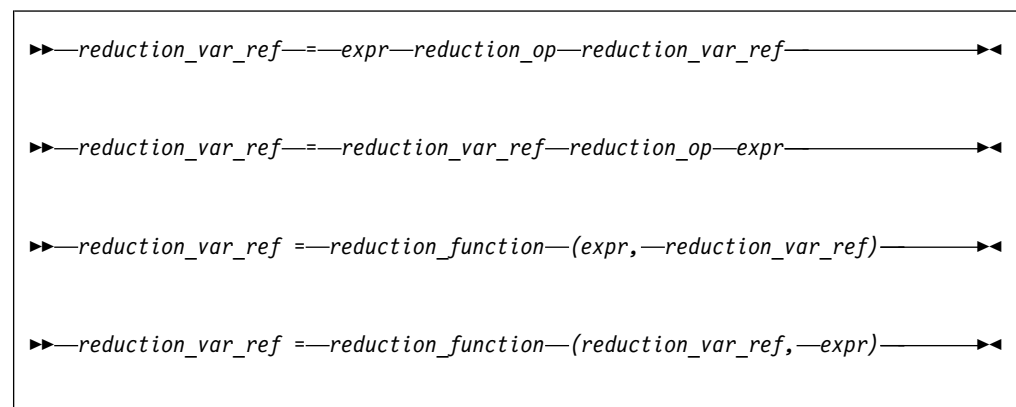 ►►—reduction_var_ref—=—expr—reduction_op—reduction_var_ref—►◄
►►—reduction_var_ref—=—reduction_var_ref—reduction_op—expr—►◄
►►—reduction_var_ref =—reduction_function—(expr,—reduction_var_ref)—►◄
►►—reduction_var_ref =—reduction_function—(reduction_var_ref,—expr)—►◄